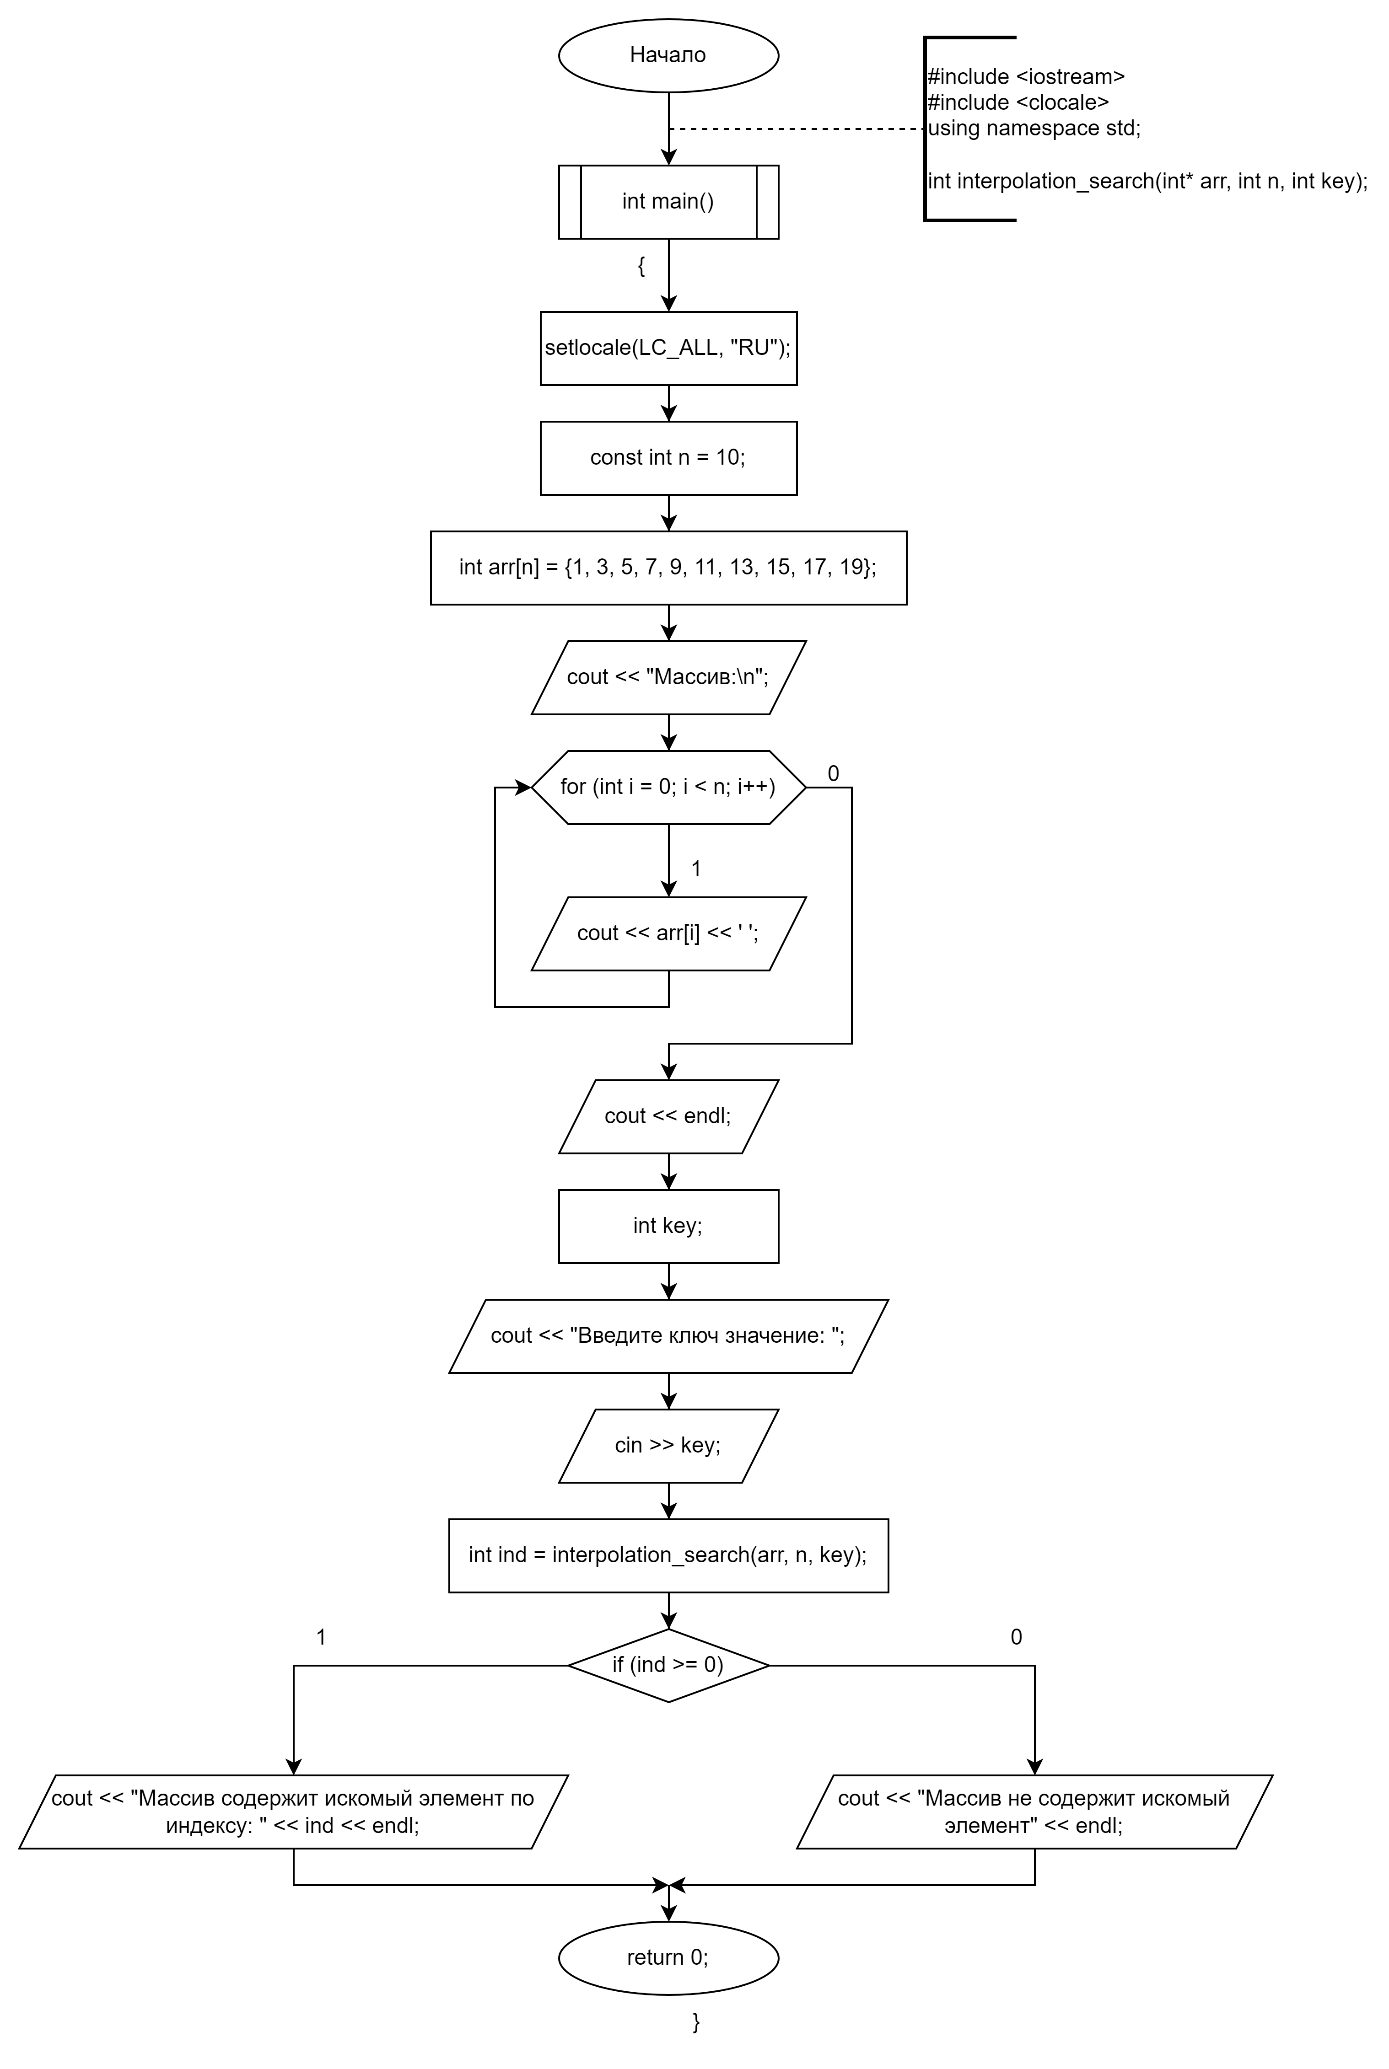 Начало
#include <iostream>
#include <clocale>
using namespace std;
int interpolation_search(int* arr, int n, int key);
int main()
{
setlocale(LC_ALL, "RU");
const int n = 10;
int arr[n] = {1, 3, 5, 7, 9, 11, 13, 15, 17, 19};
cout << "Массив:\n";
for (int i = 0; i < n; i++)
0
1
cout << arr[i] << ' ';
cout << endl;
int key;
cout << "Введите ключ значение: ";
cin >> key;
int ind = interpolation_search(arr, n, key);
1
0
if (ind >= 0)
cout << "Массив содержит искомый элемент по
индексу: " << ind << endl;
cout << "Массив не содержит искомый
элемент" << endl;
return 0;
}